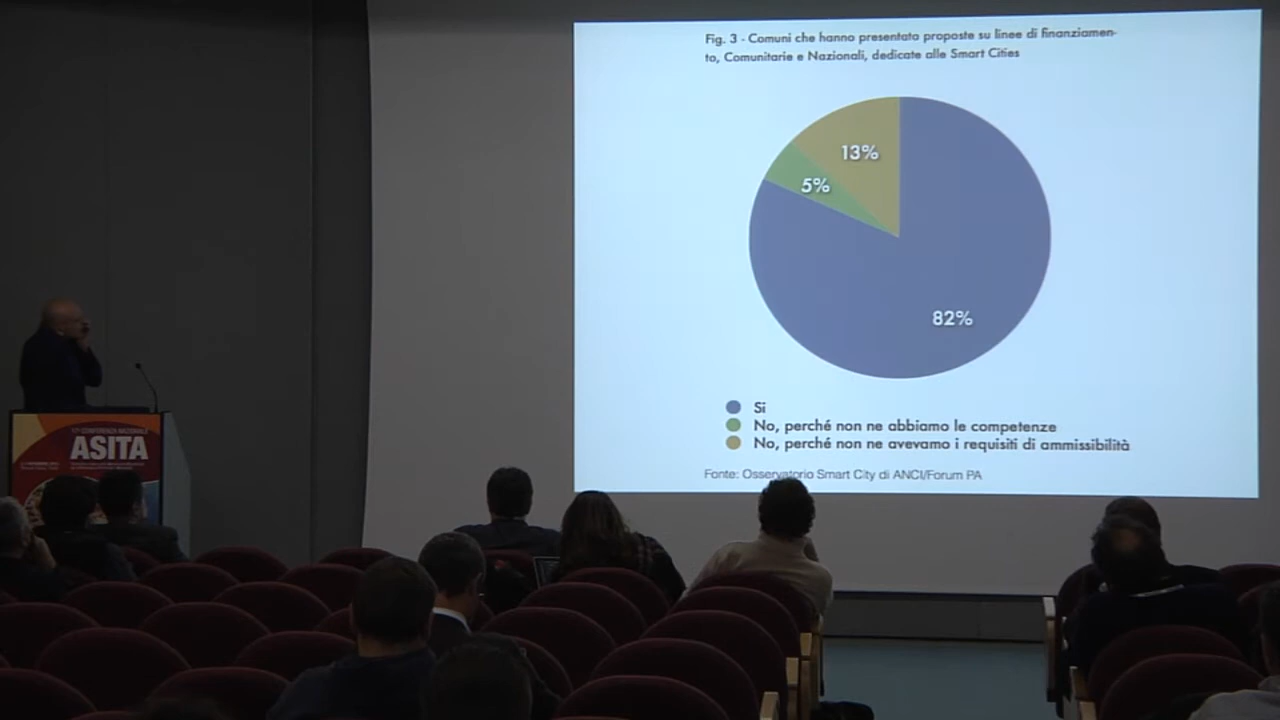 Fig. 3 - Comuni che hanno presentato proposte su linee di finanziamen-
to, Comunitarie e Nazionali, dedicate alle Smart Cities
13%
5%
82%
Si
No, perché non ne abbiamo le competenze
No, perché non ne avevamo i requisiti di ammissibilità
Fonte: Osservatorio Smart City di ANCI/Forum PA
CONFERENZA NAZIONALE
ASITA